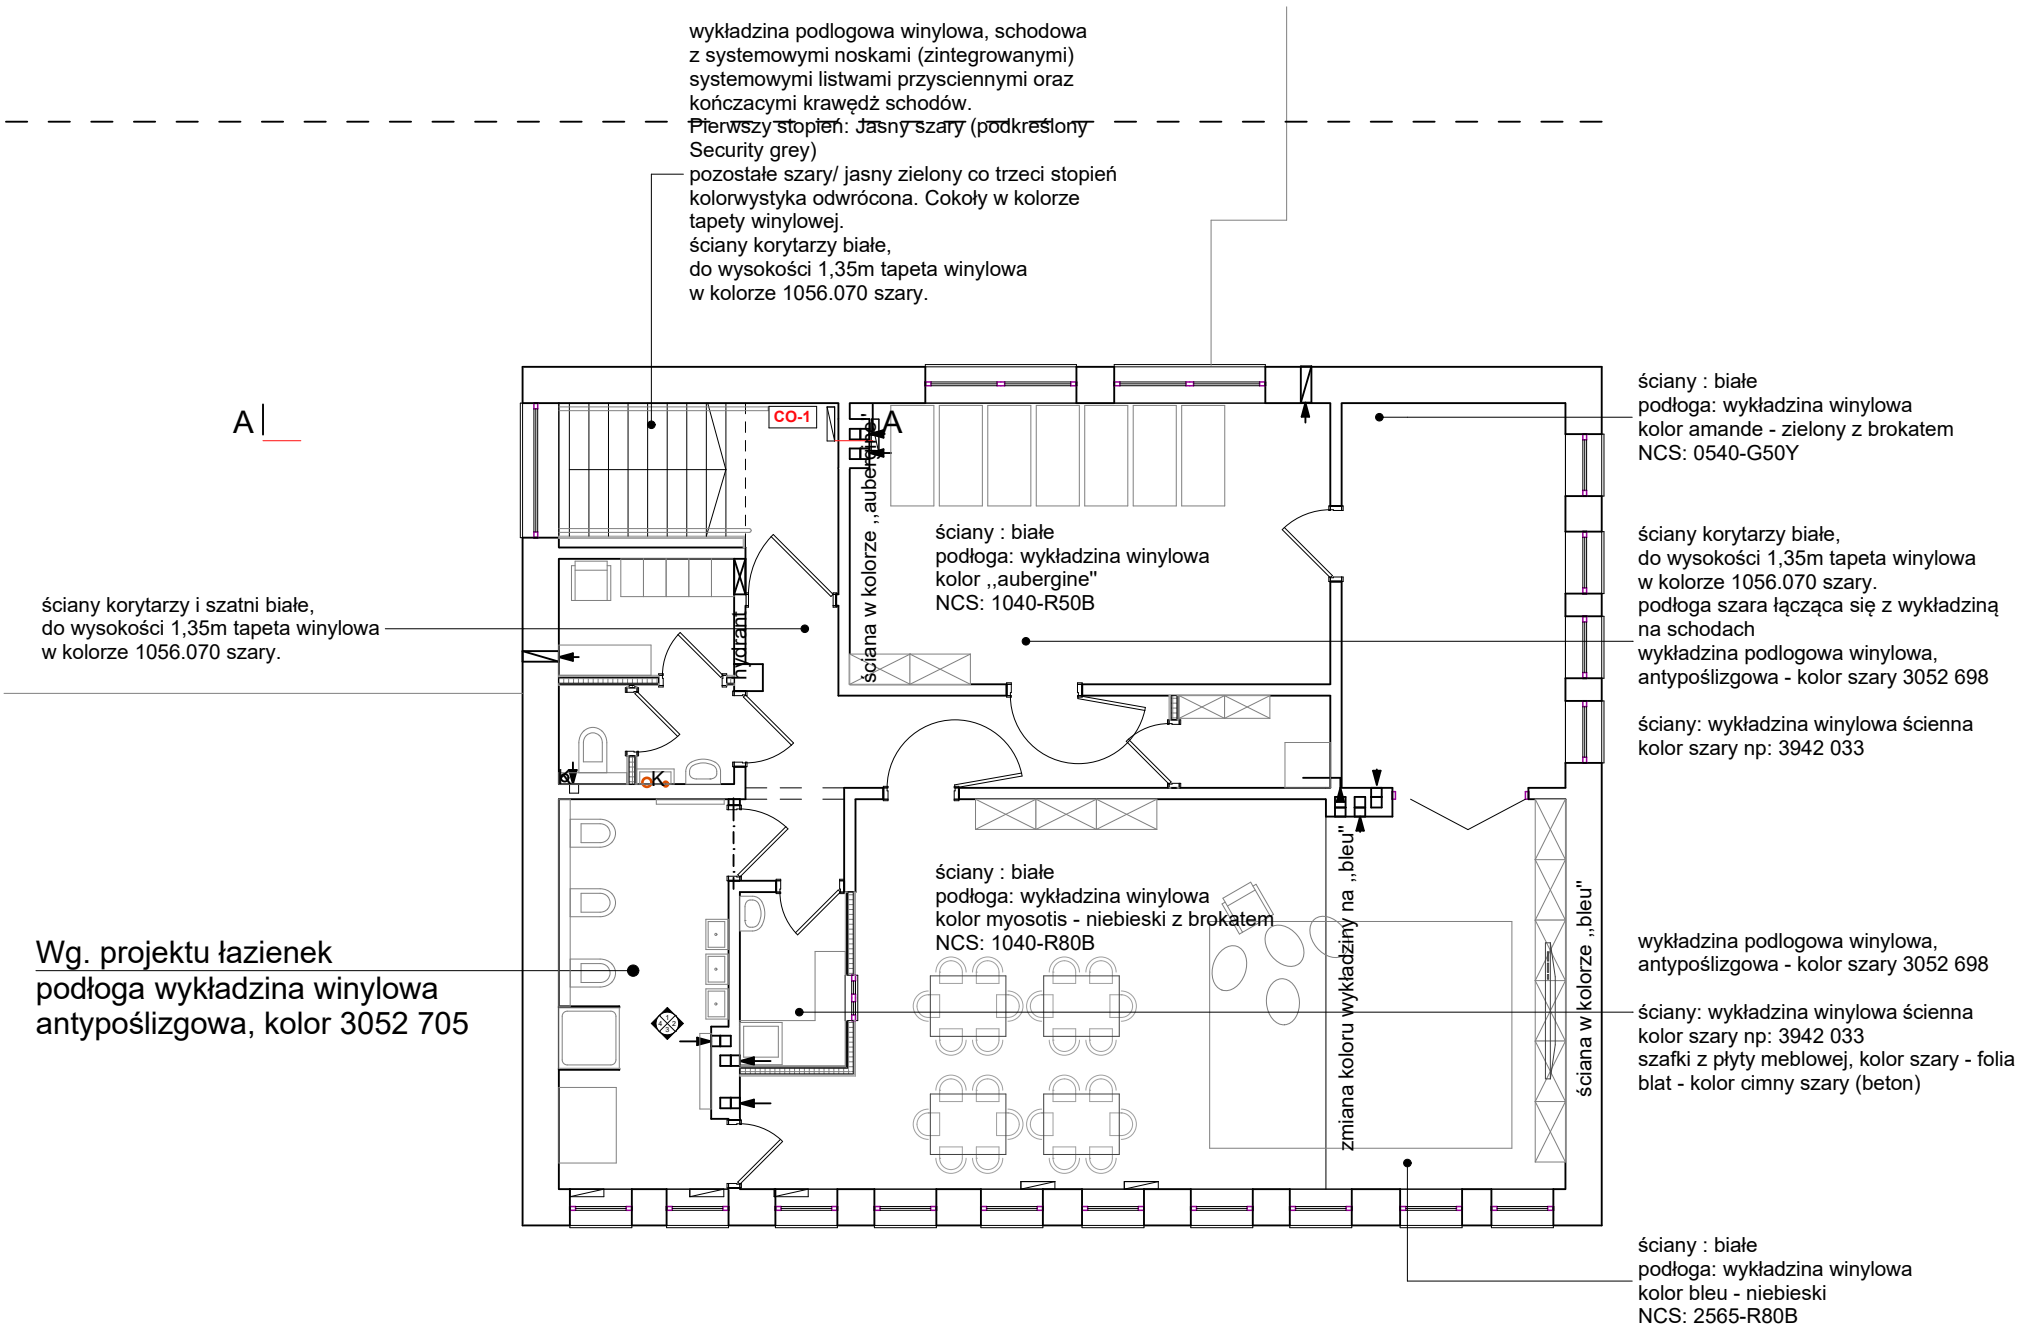 wykładzina podlogowa winylowa, schodowa
z systemowymi noskami (zintegrowanymi)
systemowymi listwami przysciennymi oraz
kończacymi krawędż schodów.
Pierwszy stopień: Jasny szary (podkreślony
Security grey)
pozostałe szary/ jasny zielony co trzeci stopień
kolorwystyka odwrócona. Cokoły w kolorze
tapety winylowej.
ściany korytarzy białe,
do wysokości 1,35m tapeta winylowa
w kolorze 1056.070 szary.
A
CO-1
A
ściana w kolorze ,,aubergine"
ściany : białe
podłoga: wykładzina winylowa
kolor amande - zielony z brokatem
NCS: 0540-G50Y
ściany : białe
podłoga: wykładzina winylowa
kolor ,,aubergine"
NCS: 1040-R50B
ściany korytarzy białe,
do wysokości 1,35m tapeta winylowa
w kolorze 1056.070 szary.
podłoga szara łącząca się z wykładziną
na schodach
wykładzina podlogowa winylowa,
antypoślizgowa - kolor szary 3052 698
ściany: wykładzina winylowa ścienna
kolor szary np: 3942 033
ściany korytarzy i szatni białe,
do wysokości 1,35m tapeta winylowa
w kolorze 1056.070 szary.
hydrant
K
K
ściany : białe
podłoga: wykładzina winylowa
kolor myosotis - niebieski z brokatem
NCS: 1040-R80B
zmiana koloru wykładziny na ,,bleu"
ściana w kolorze ,,bleu"
Wg. projektu łazienek
podłoga wykładzina winylowa
antypoślizgowa, kolor 3052 705
1
4 2
3
wykładzina podlogowa winylowa,
antypoślizgowa - kolor szary 3052 698
ściany: wykładzina winylowa ścienna
kolor szary np: 3942 033
szafki z płyty meblowej, kolor szary - folia
blat - kolor cimny szary (beton)
ściany : białe
podłoga: wykładzina winylowa
kolor bleu - niebieski
NCS: 2565-R80B